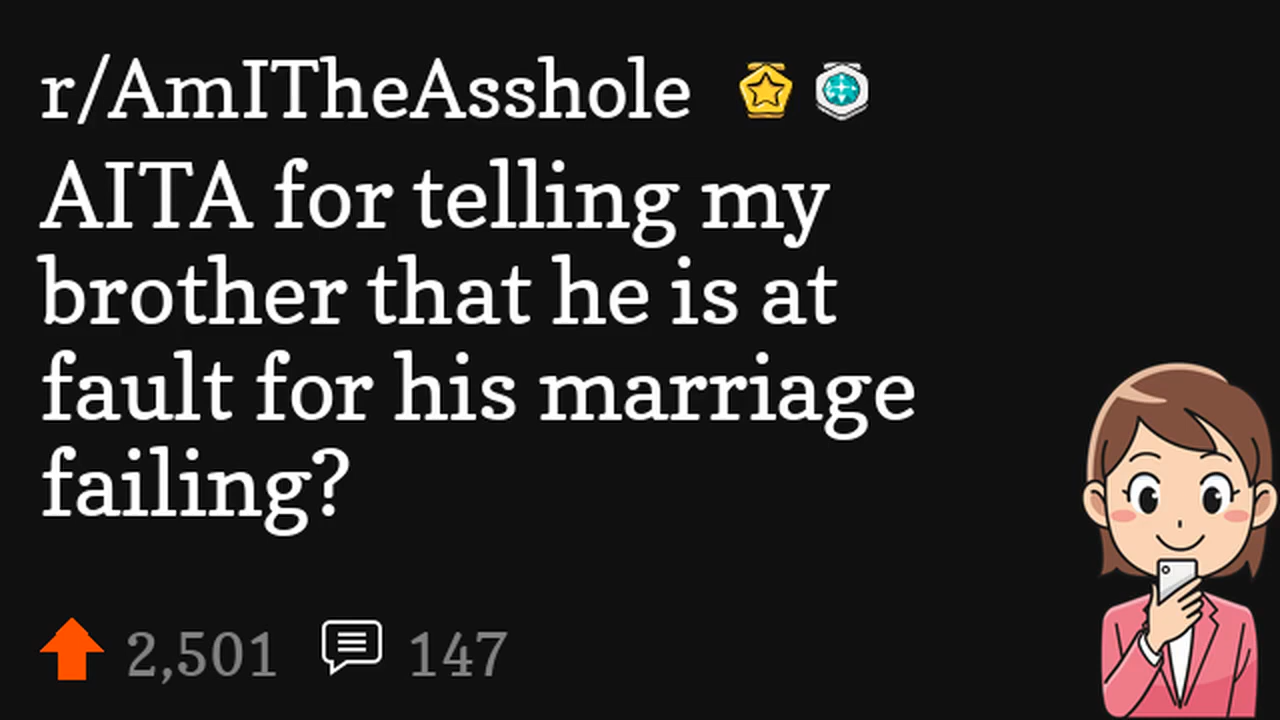 r/AmITheAsshole
AITA for telling my
brother that he is at
fault for his marriage
failing?
2,501 147